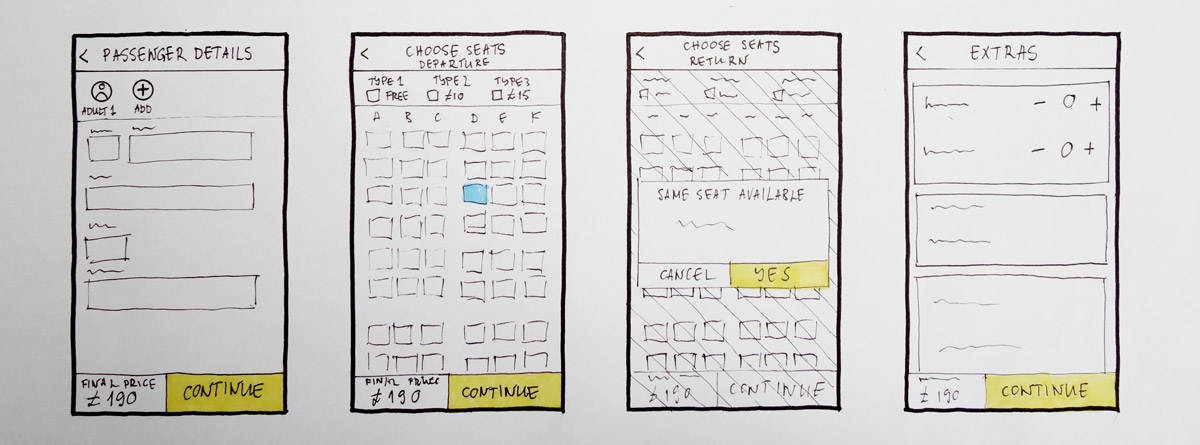 < PASSENGER DETAILS
ADULT 1 ADD
FINAL PRICE
£190
CONTINUE
< CHOOSE SEATS
DEPARTURE
TYPE 1 TYPE 2 TYPE 3
FREE £10 £15
A B C D E F
FINAL PRICE
£190
CONTINUE
< CHOOSE SEATS
RETURN
SAME SEAT AVAILABLE
CANCEL YES
£190
CONTINUE
< EXTRAS
- 0 +
- 0 +
£190
CONTINUE